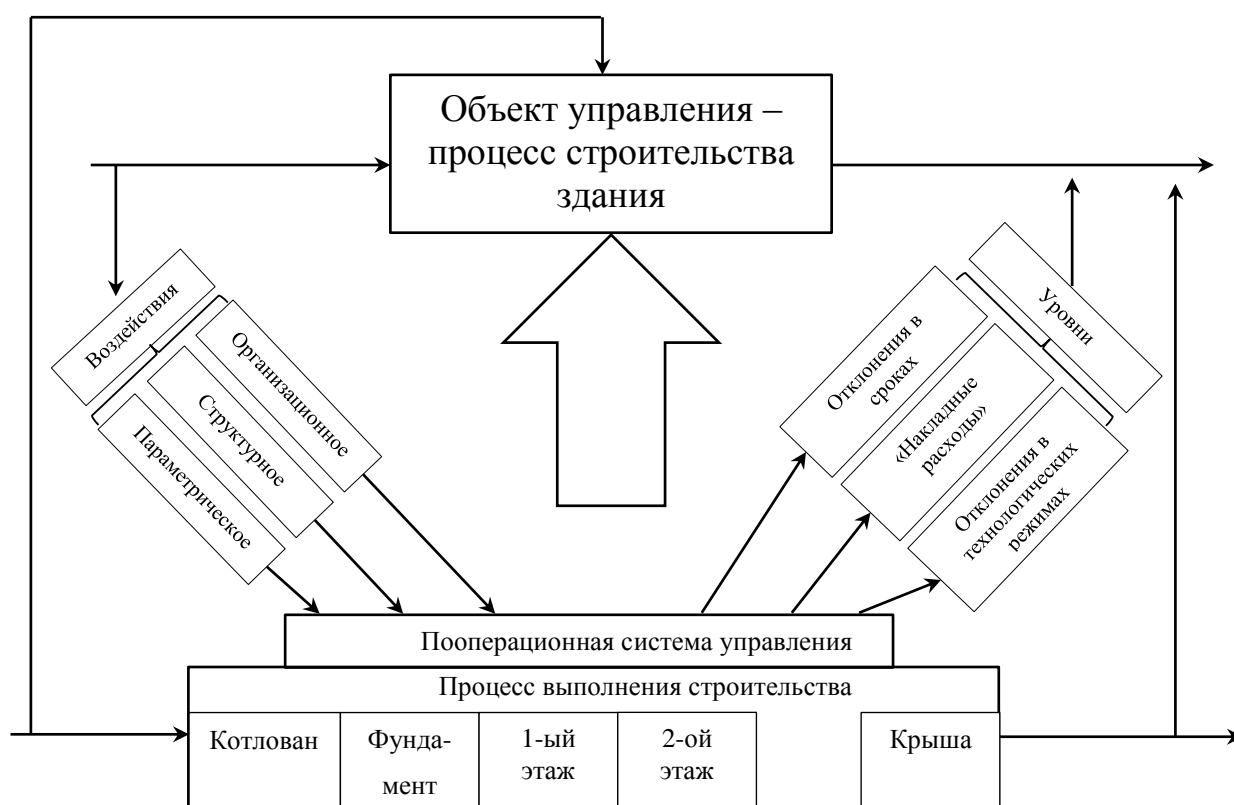 Объект управления –
процесс строительства
здания
Воздействия
Организационное
Структурное
Параметрическое
Уровни
Отклонения в
сроках
«Накладные
расходы»
Отклонения в
технологических
режимах
Пооперационная система управления
Процесс выполнения строительства
Котлован
Фунда-
мент
1-ый
этаж
2-ой
этаж
Крыша